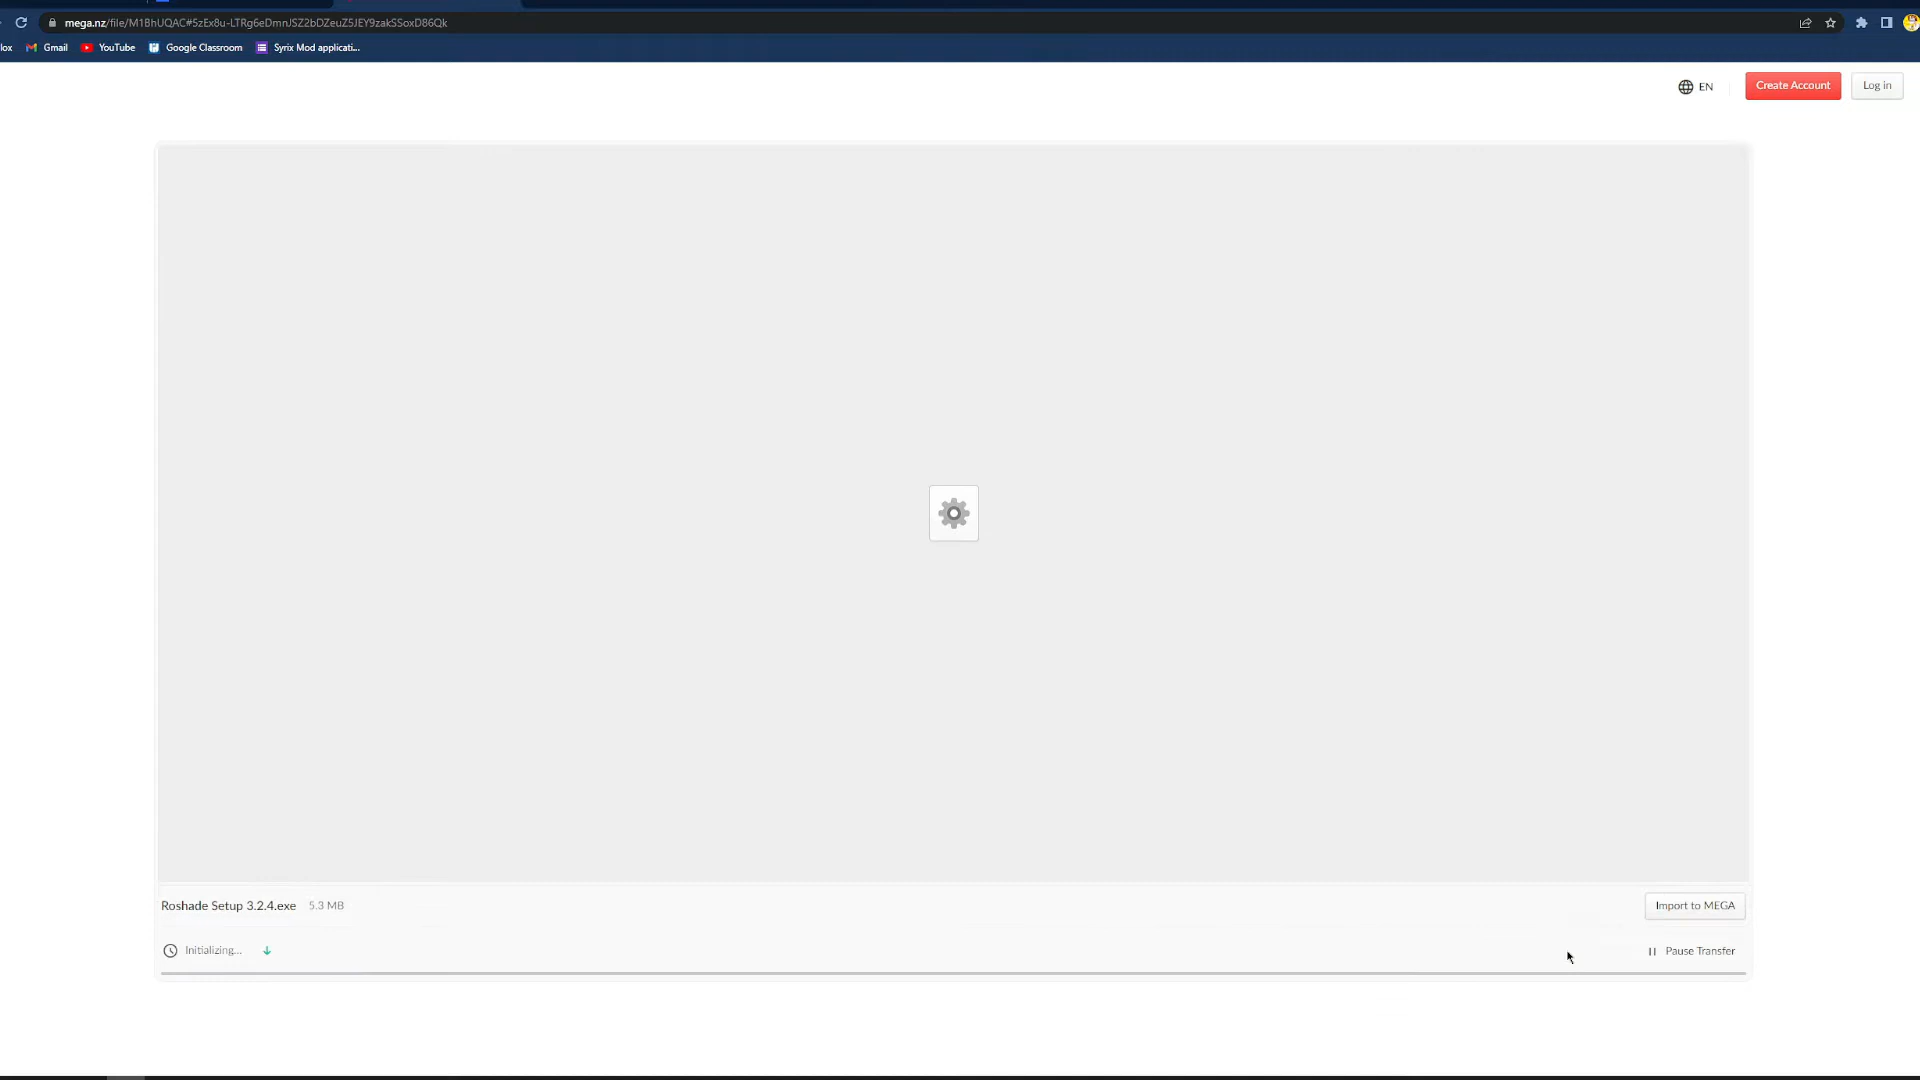 mega.nz/file/M1BhUQAC#5zEx8u-LTRg6eDmnJSZ2bDZeuZ5JEY9zakSSoxD86Qk
lox Gmail YouTube Google Classroom Syrix Mod applicati...
EN Create Account Log in
Roshade Setup 3.2.4.exe 5.3 MB Import to MEGA
Initializing... Pause Transfer